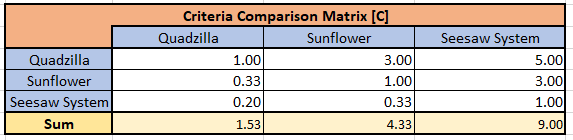 Criteria Comparison Matrix [C]
Quadzilla Sunflower Seesaw System
Quadzilla 1.00 3.00 5.00
Sunflower 0.33 1.00 3.00
Seesaw System 0.20 0.33 1.00
Sum 1.53 4.33 9.00